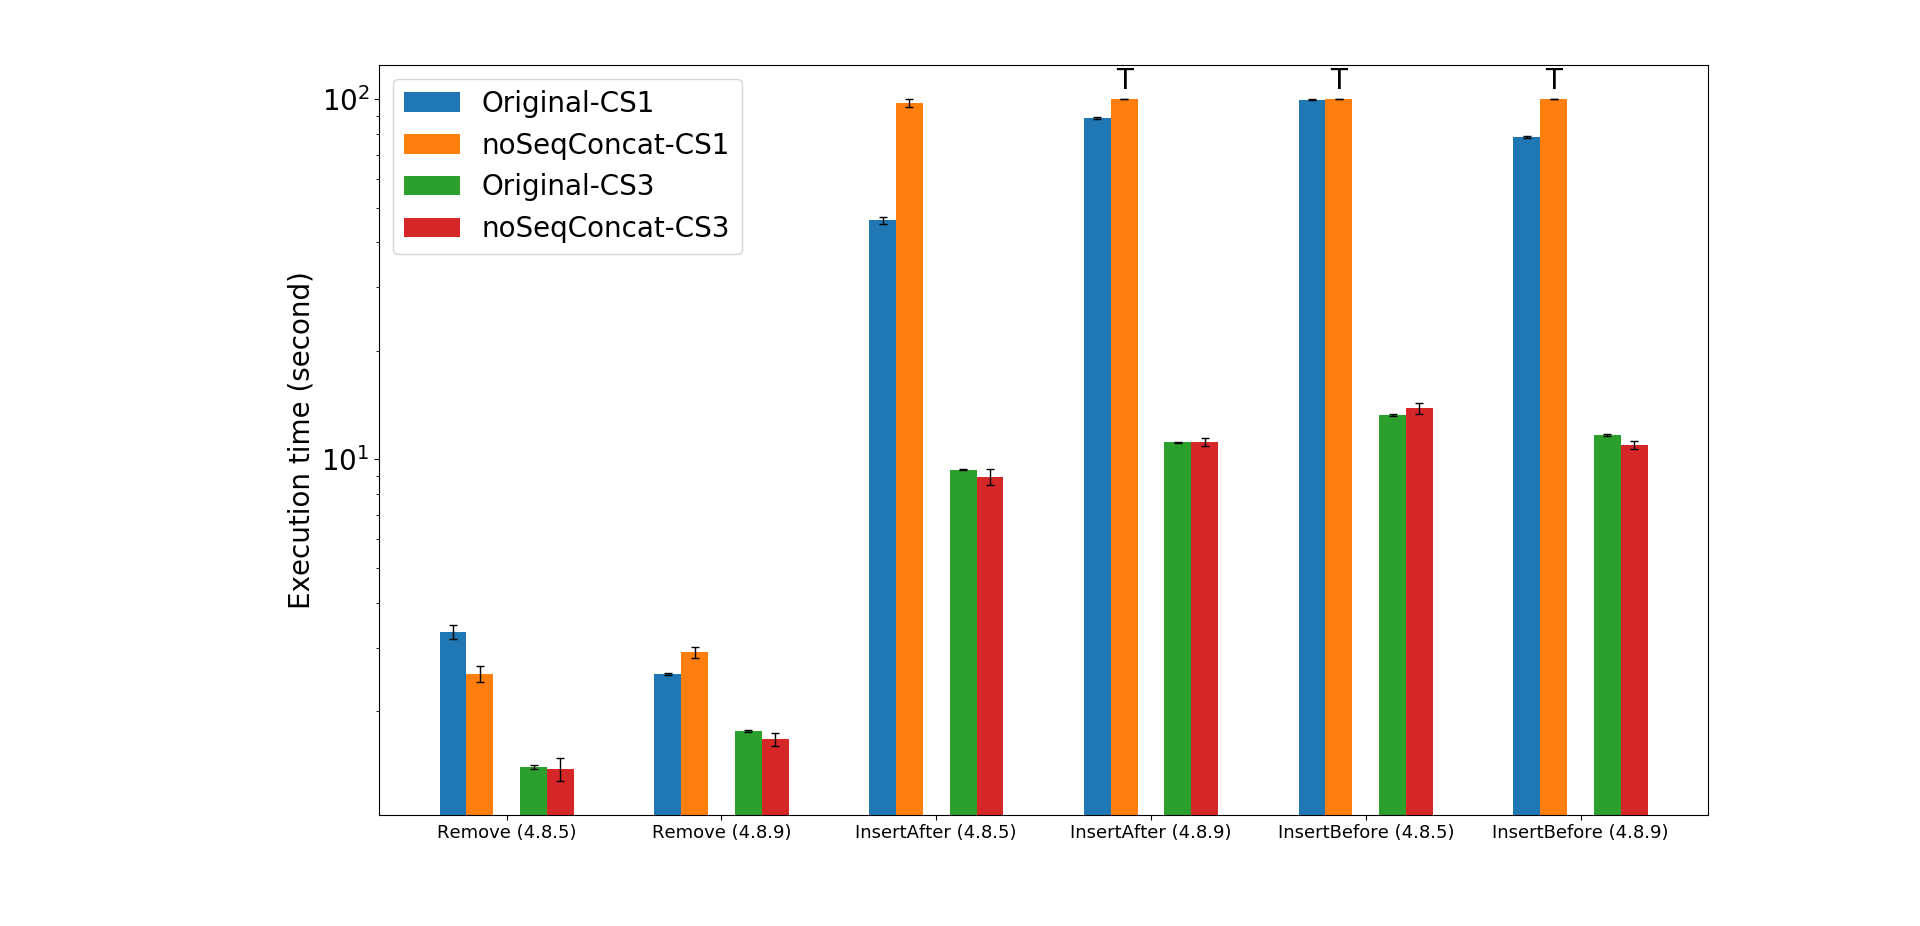 T T T
10²
Original-CS1
noSeqConcat-CS1
Original-CS3
noSeqConcat-CS3
Execution time (second)
10¹
Remove (4.8.5) Remove (4.8.9) InsertAfter (4.8.5) InsertAfter (4.8.9) InsertBefore (4.8.5) InsertBefore (4.8.9)